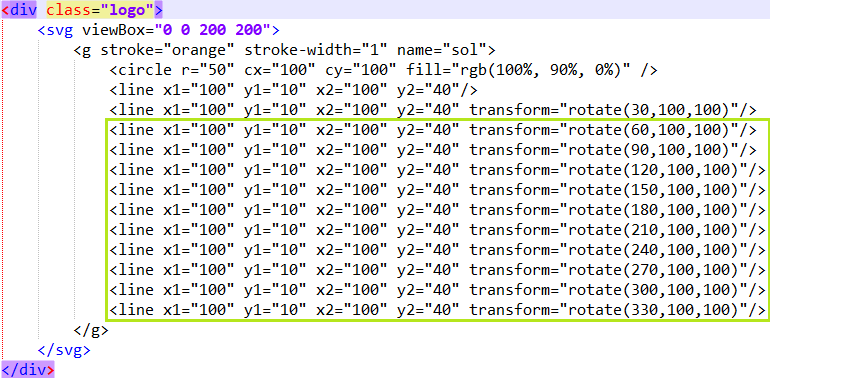 <div class="logo">
<svg viewBox="0 0 200 200">
<g stroke="orange" stroke-width="1" name="sol">
<circle r="50" cx="100" cy="100" fill="rgb(100%, 90%, 0%)" />
<line x1="100" y1="10" x2="100" y2="40"/>
<line x1="100" y1="10" x2="100" y2="40" transform="rotate(30,100,100)"/>
<line x1="100" y1="10" x2="100" y2="40" transform="rotate(60,100,100)"/>
<line x1="100" y1="10" x2="100" y2="40" transform="rotate(90,100,100)"/>
<line x1="100" y1="10" x2="100" y2="40" transform="rotate(120,100,100)"/>
<line x1="100" y1="10" x2="100" y2="40" transform="rotate(150,100,100)"/>
<line x1="100" y1="10" x2="100" y2="40" transform="rotate(180,100,100)"/>
<line x1="100" y1="10" x2="100" y2="40" transform="rotate(210,100,100)"/>
<line x1="100" y1="10" x2="100" y2="40" transform="rotate(240,100,100)"/>
<line x1="100" y1="10" x2="100" y2="40" transform="rotate(270,100,100)"/>
<line x1="100" y1="10" x2="100" y2="40" transform="rotate(300,100,100)"/>
<line x1="100" y1="10" x2="100" y2="40" transform="rotate(330,100,100)"/>
</g>
</svg>
</div>